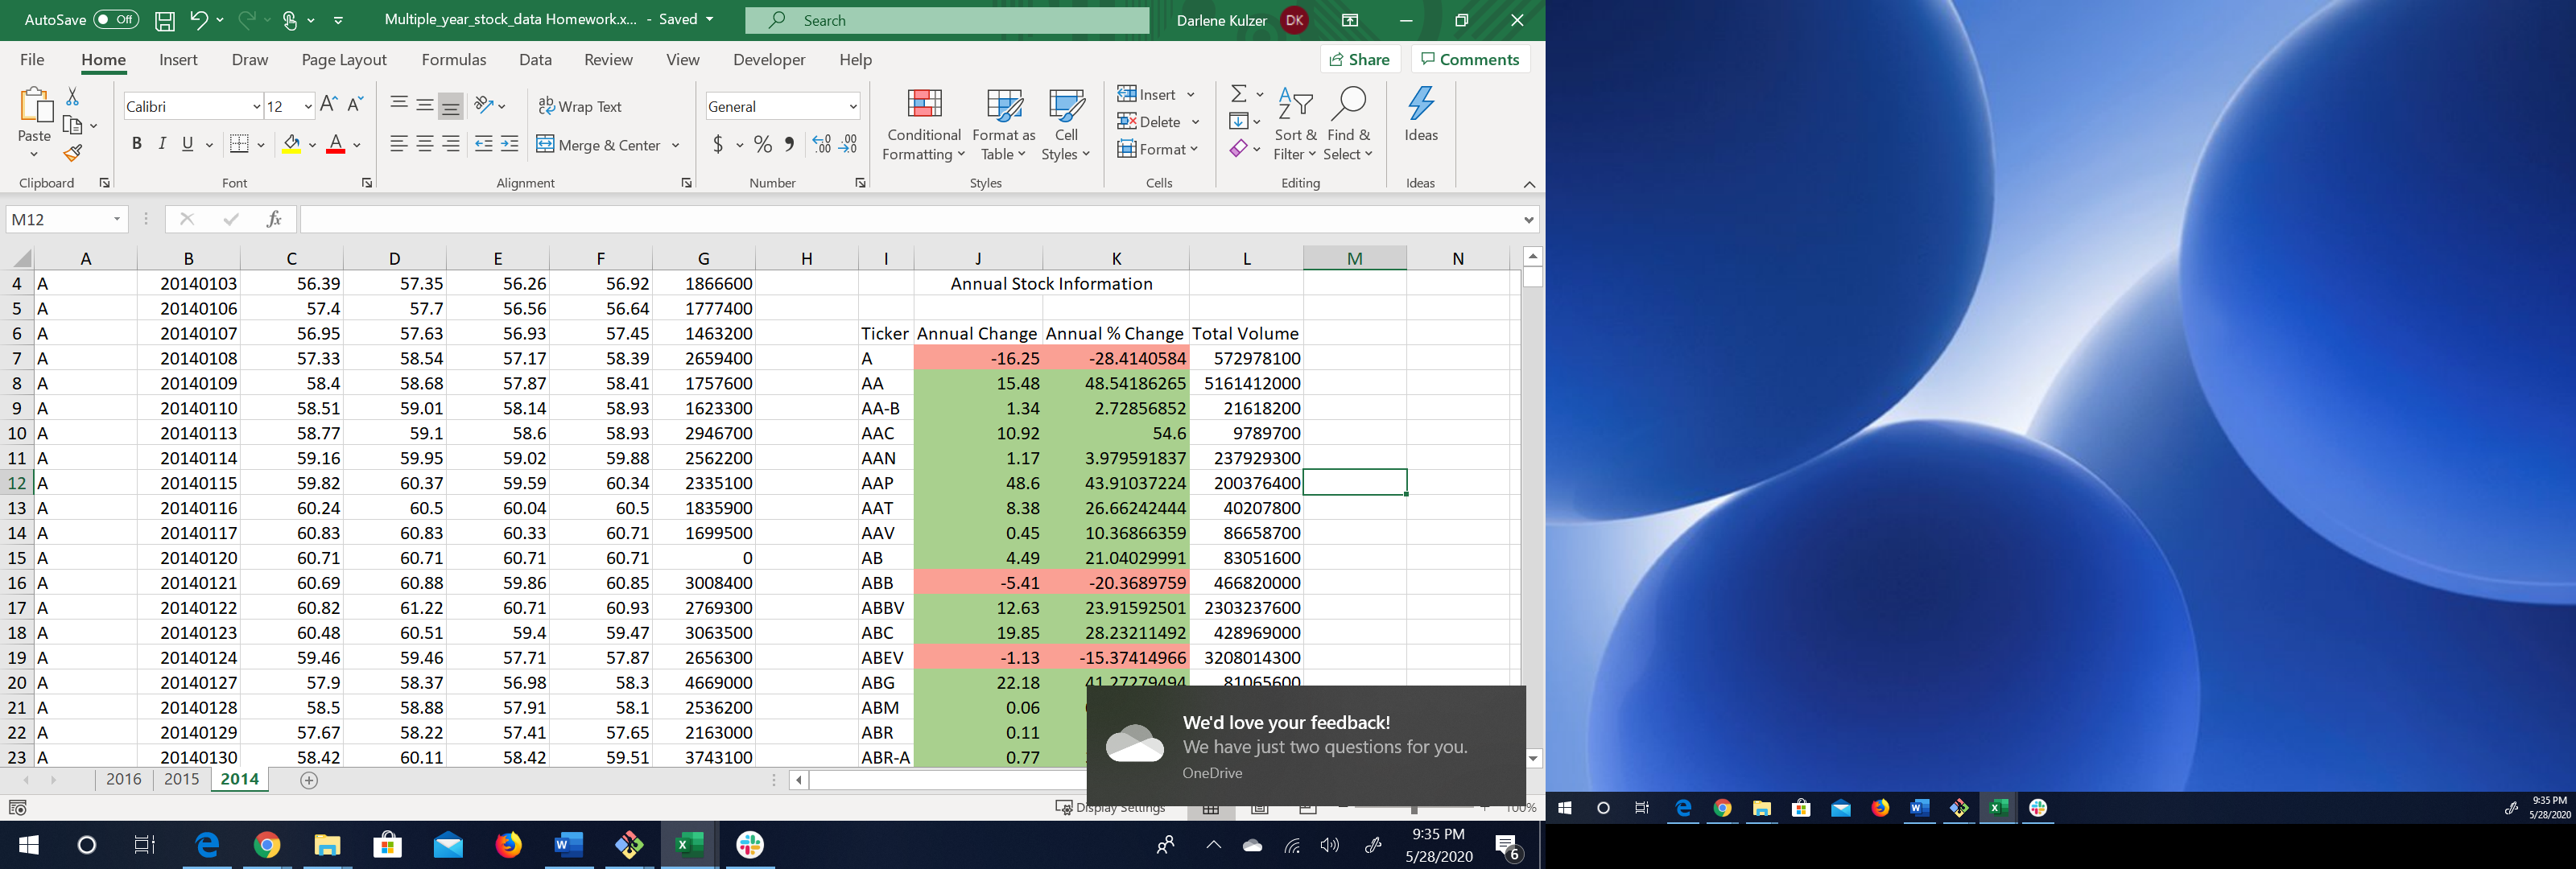 AutoSave Off Multiple_year_stock_data Homework.x... - Saved Search Darlene Kulzer DK
File Home Insert Draw Page Layout Formulas Data Review View Developer Help Share Comments
Paste Calibri 12 A A ab Wrap Text General Conditional Formatting Format as Table Cell Styles Insert Delete Format Sort & Filter Find & Select Ideas
B I U A Merge & Center $ % , .00
Clipboard Font Alignment Number Styles Cells Editing Ideas
M12 fx
A B C D E F G H I J K L M N
4 A 20140103 56.39 57.35 56.26 56.92 1866600 Annual Stock Information
5 A 20140106 57.4 57.7 56.56 56.64 1777400
6 A 20140107 56.95 57.63 56.93 57.45 1463200 Ticker Annual Change Annual % Change Total Volume
7 A 20140108 57.33 58.54 57.17 58.39 2659400 A -16.25 -28.4140584 572978100
8 A 20140109 58.4 58.68 57.87 58.41 1757600 AA 15.48 48.54186265 5161412000
9 A 20140110 58.51 59.01 58.14 58.93 1623300 AA-B 1.34 2.72856852 21618200
10 A 20140113 58.77 59.1 58.6 58.93 2946700 AAC 10.92 54.6 9789700
11 A 20140114 59.16 59.95 59.02 59.88 2562200 AAN 1.17 3.979591837 237929300
12 A 20140115 59.82 60.37 59.59 60.34 2335100 AAP 48.6 43.91037224 200376400
13 A 20140116 60.24 60.5 60.04 60.5 1835900 AAT 8.38 26.66242444 40207800
14 A 20140117 60.83 60.83 60.33 60.71 1699500 AAV 0.45 10.36866359 86658700
15 A 20140120 60.71 60.71 60.71 60.71 0 AB 4.49 21.04029991 83051600
16 A 20140121 60.69 60.88 59.86 60.85 3008400 ABB -5.41 -20.3689759 466820000
17 A 20140122 60.82 61.22 60.71 60.93 2769300 ABBV 12.63 23.91592501 2303237600
18 A 20140123 60.48 60.51 59.4 59.47 3063500 ABC 19.85 28.23211492 428969000
19 A 20140124 59.46 59.46 57.71 57.87 2656300 ABEV -1.13 -15.37414966 3208014300
20 A 20140127 57.9 58.37 56.98 58.3 4669000 ABG 22.18 41.27279494 81065600
21 A 20140128 58.5 58.88 57.91 58.1 2536200 ABM 0.06
22 A 20140129 57.67 58.22 57.41 57.65 2163000 ABR 0.11
23 A 20140130 58.42 60.11 58.42 59.51 3743100 ABR-A 0.77
We'd love your feedback!
We have just two questions for you.
OneDrive
2016 2015 2014
Display Settings 100%
9:35 PM
5/28/2020
6
9:35 PM
5/28/2020